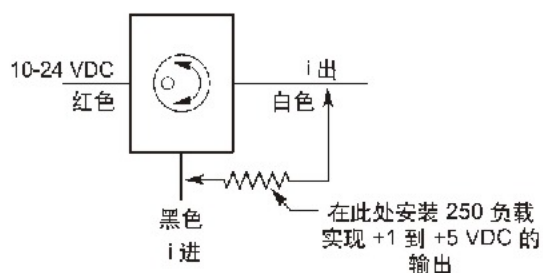 10-24 VDC
红色
i 出
白色
黑色
i 进
在此处安装 250 负载
实现 +1 到 +5 VDC 的
输出